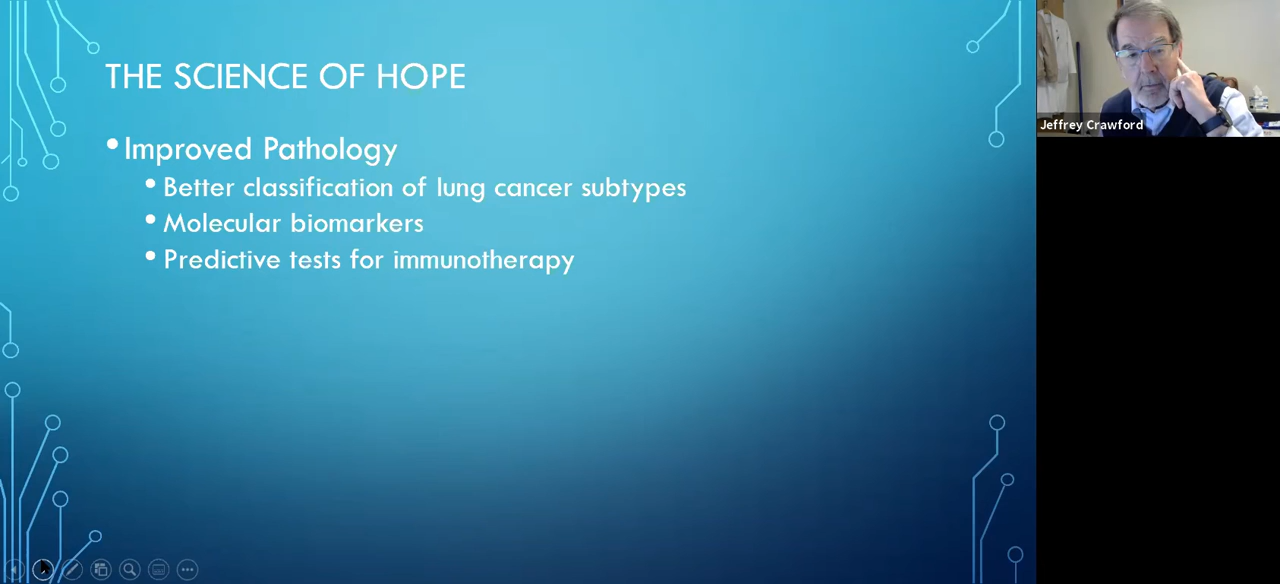 THE SCIENCE OF HOPE
• Improved Pathology
• Better classification of lung cancer subtypes
• Molecular biomarkers
• Predictive tests for immunotherapy
Jeffrey Crawford